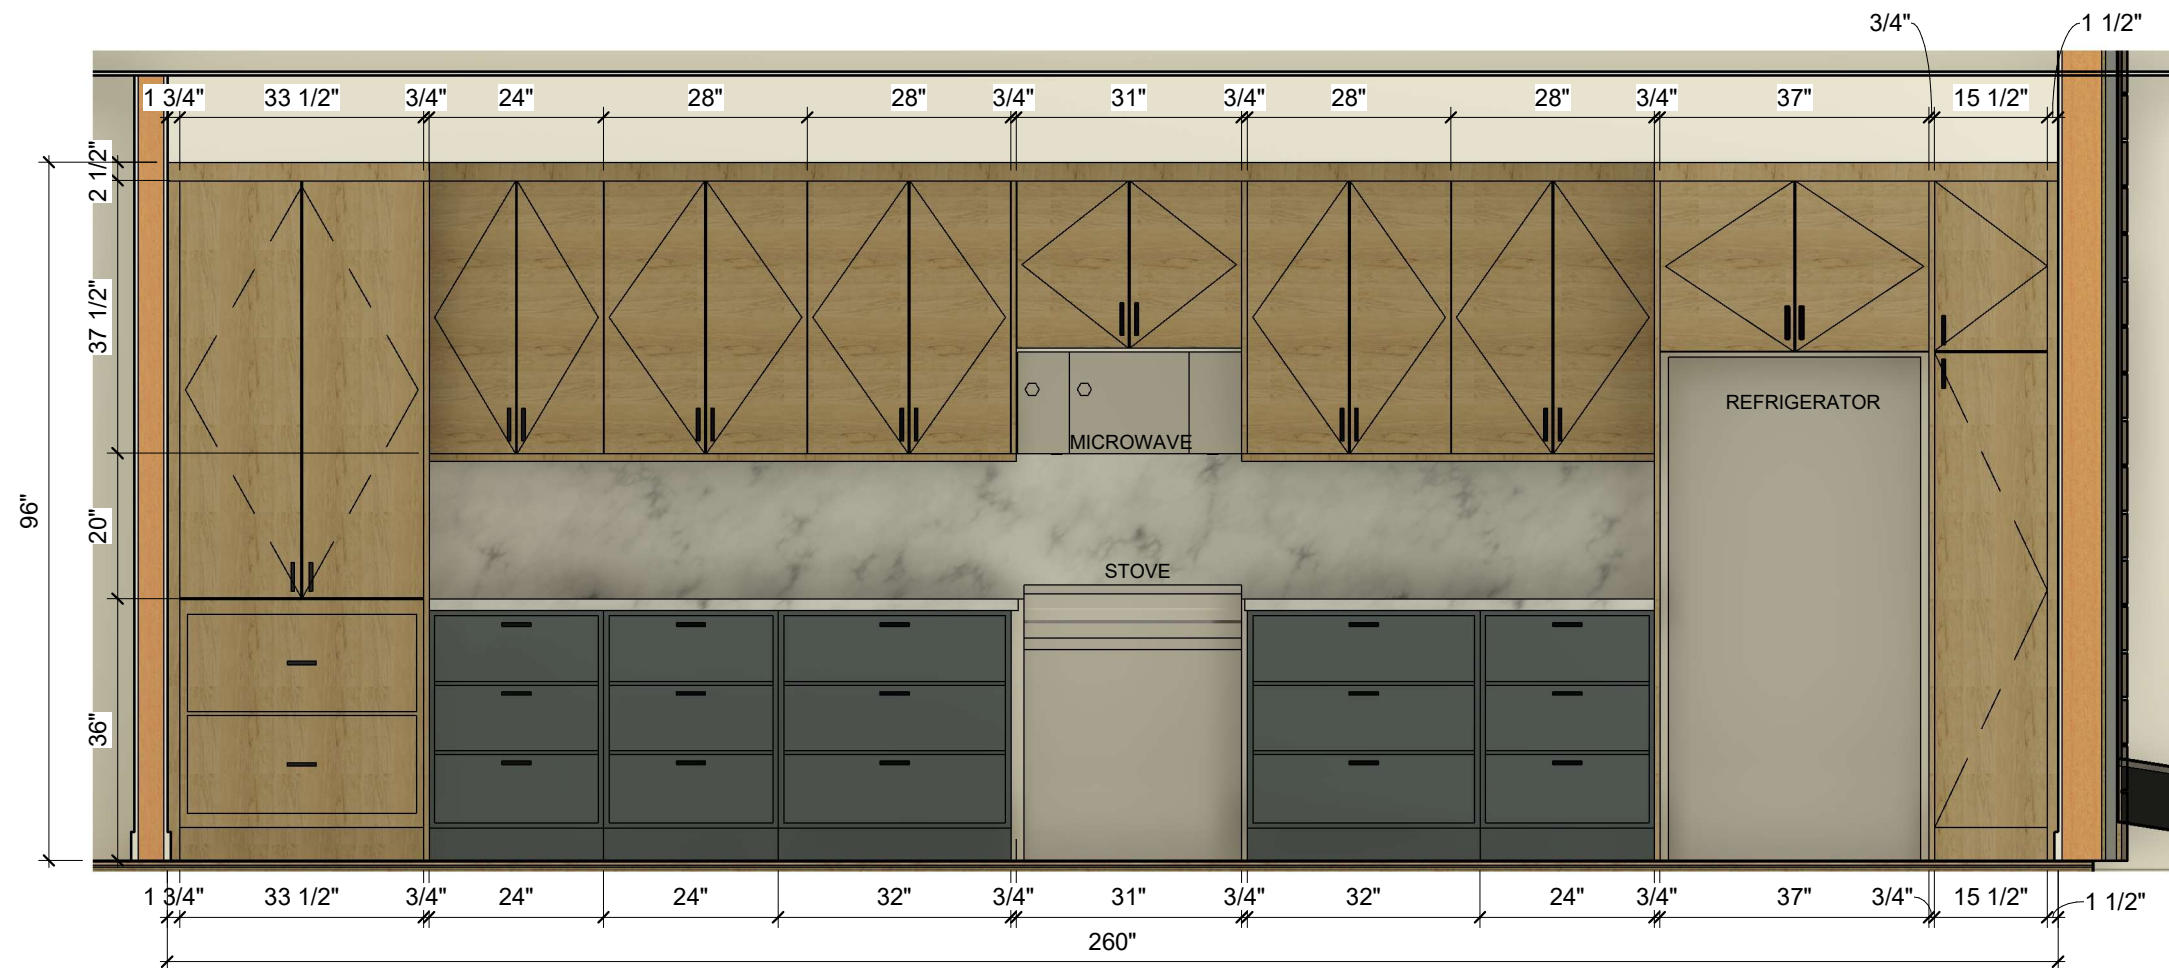 3/4" 1 1/2"
1 3/4" 33 1/2" 3/4" 24" 28" 28" 3/4" 31" 3/4" 28" 28" 3/4" 37" 15 1/2"
2 1/2"
37 1/2"
20"
36"
96"
REFRIGERATOR
MICROWAVE
STOVE
1 3/4" 33 1/2" 3/4" 24" 24" 32" 3/4" 31" 3/4" 32" 24" 3/4" 37" 3/4" 15 1/2" 1 1/2"
260"